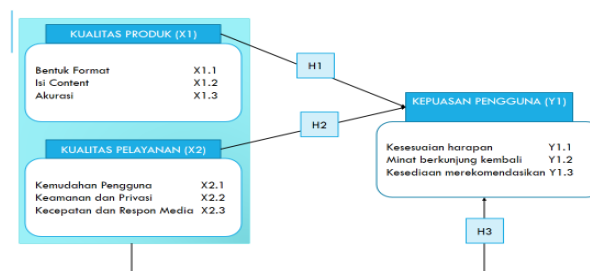 KUALITAS PRODUK (X1)
Bentuk Format X1.1
Isi Content X1.2
Akurasi X1.3
H1
KEPUASAN PENGGUNA (Y1)
H2
KUALITAS PELAYANAN (X2)
Kesesuaian harapan Y1.1
Minat berkunjung kembali Y1.2
Kesediaan merekomendasikan Y1.3
Kemudahan Pengguna X2.1
Keamanan dan Privasi X2.2
Kecepatan dan Respon Media X2.3
H3